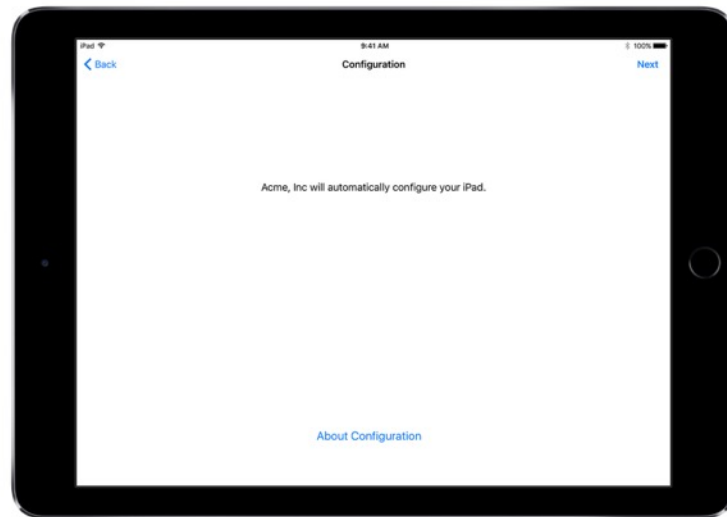 iPad 9:41 AM 100%
Back Configuration Next
Acme, Inc will automatically configure your iPad.
About Configuration